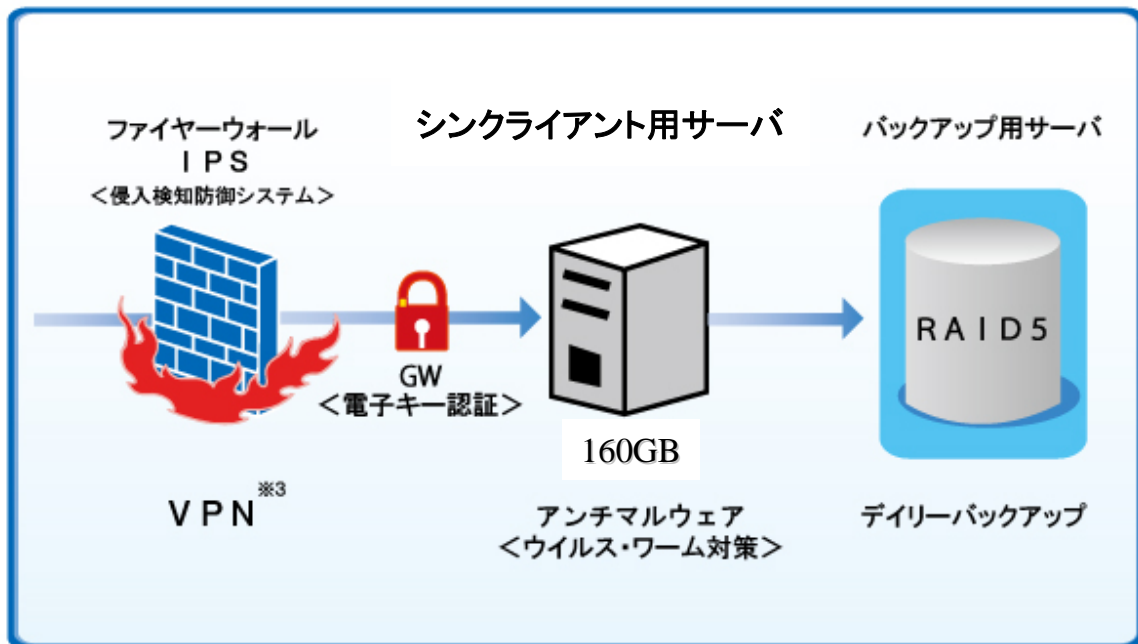 ファイヤーウォール
ＩＰＳ
＜侵入検知防御システム＞
VPN※3
GW
＜電子キー認証＞
シンクライアント用サーバ
160GB
アンチマルウェア
＜ウイルス・ワーム対策＞
バックアップ用サーバ
RAID5
デイリーバックアップ